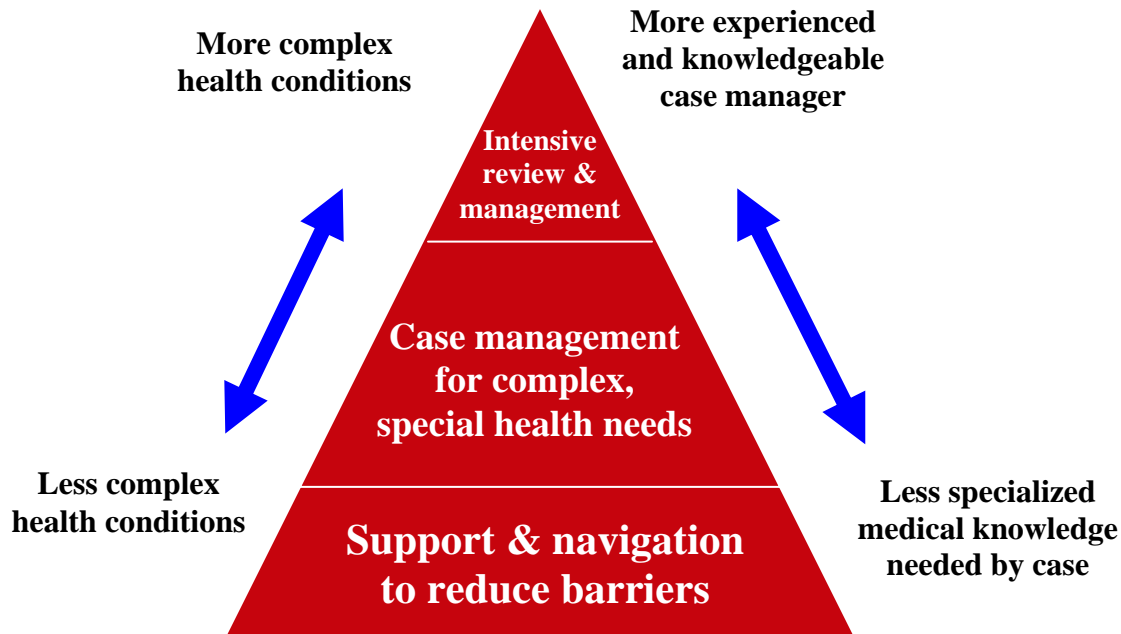 More complex
health conditions
More experienced
and knowledgeable
case manager
Intensive
review &
management
Case management
for complex,
special health needs
Less complex
health conditions
Less specialized
medical knowledge
needed by case
Support & navigation
to reduce barriers